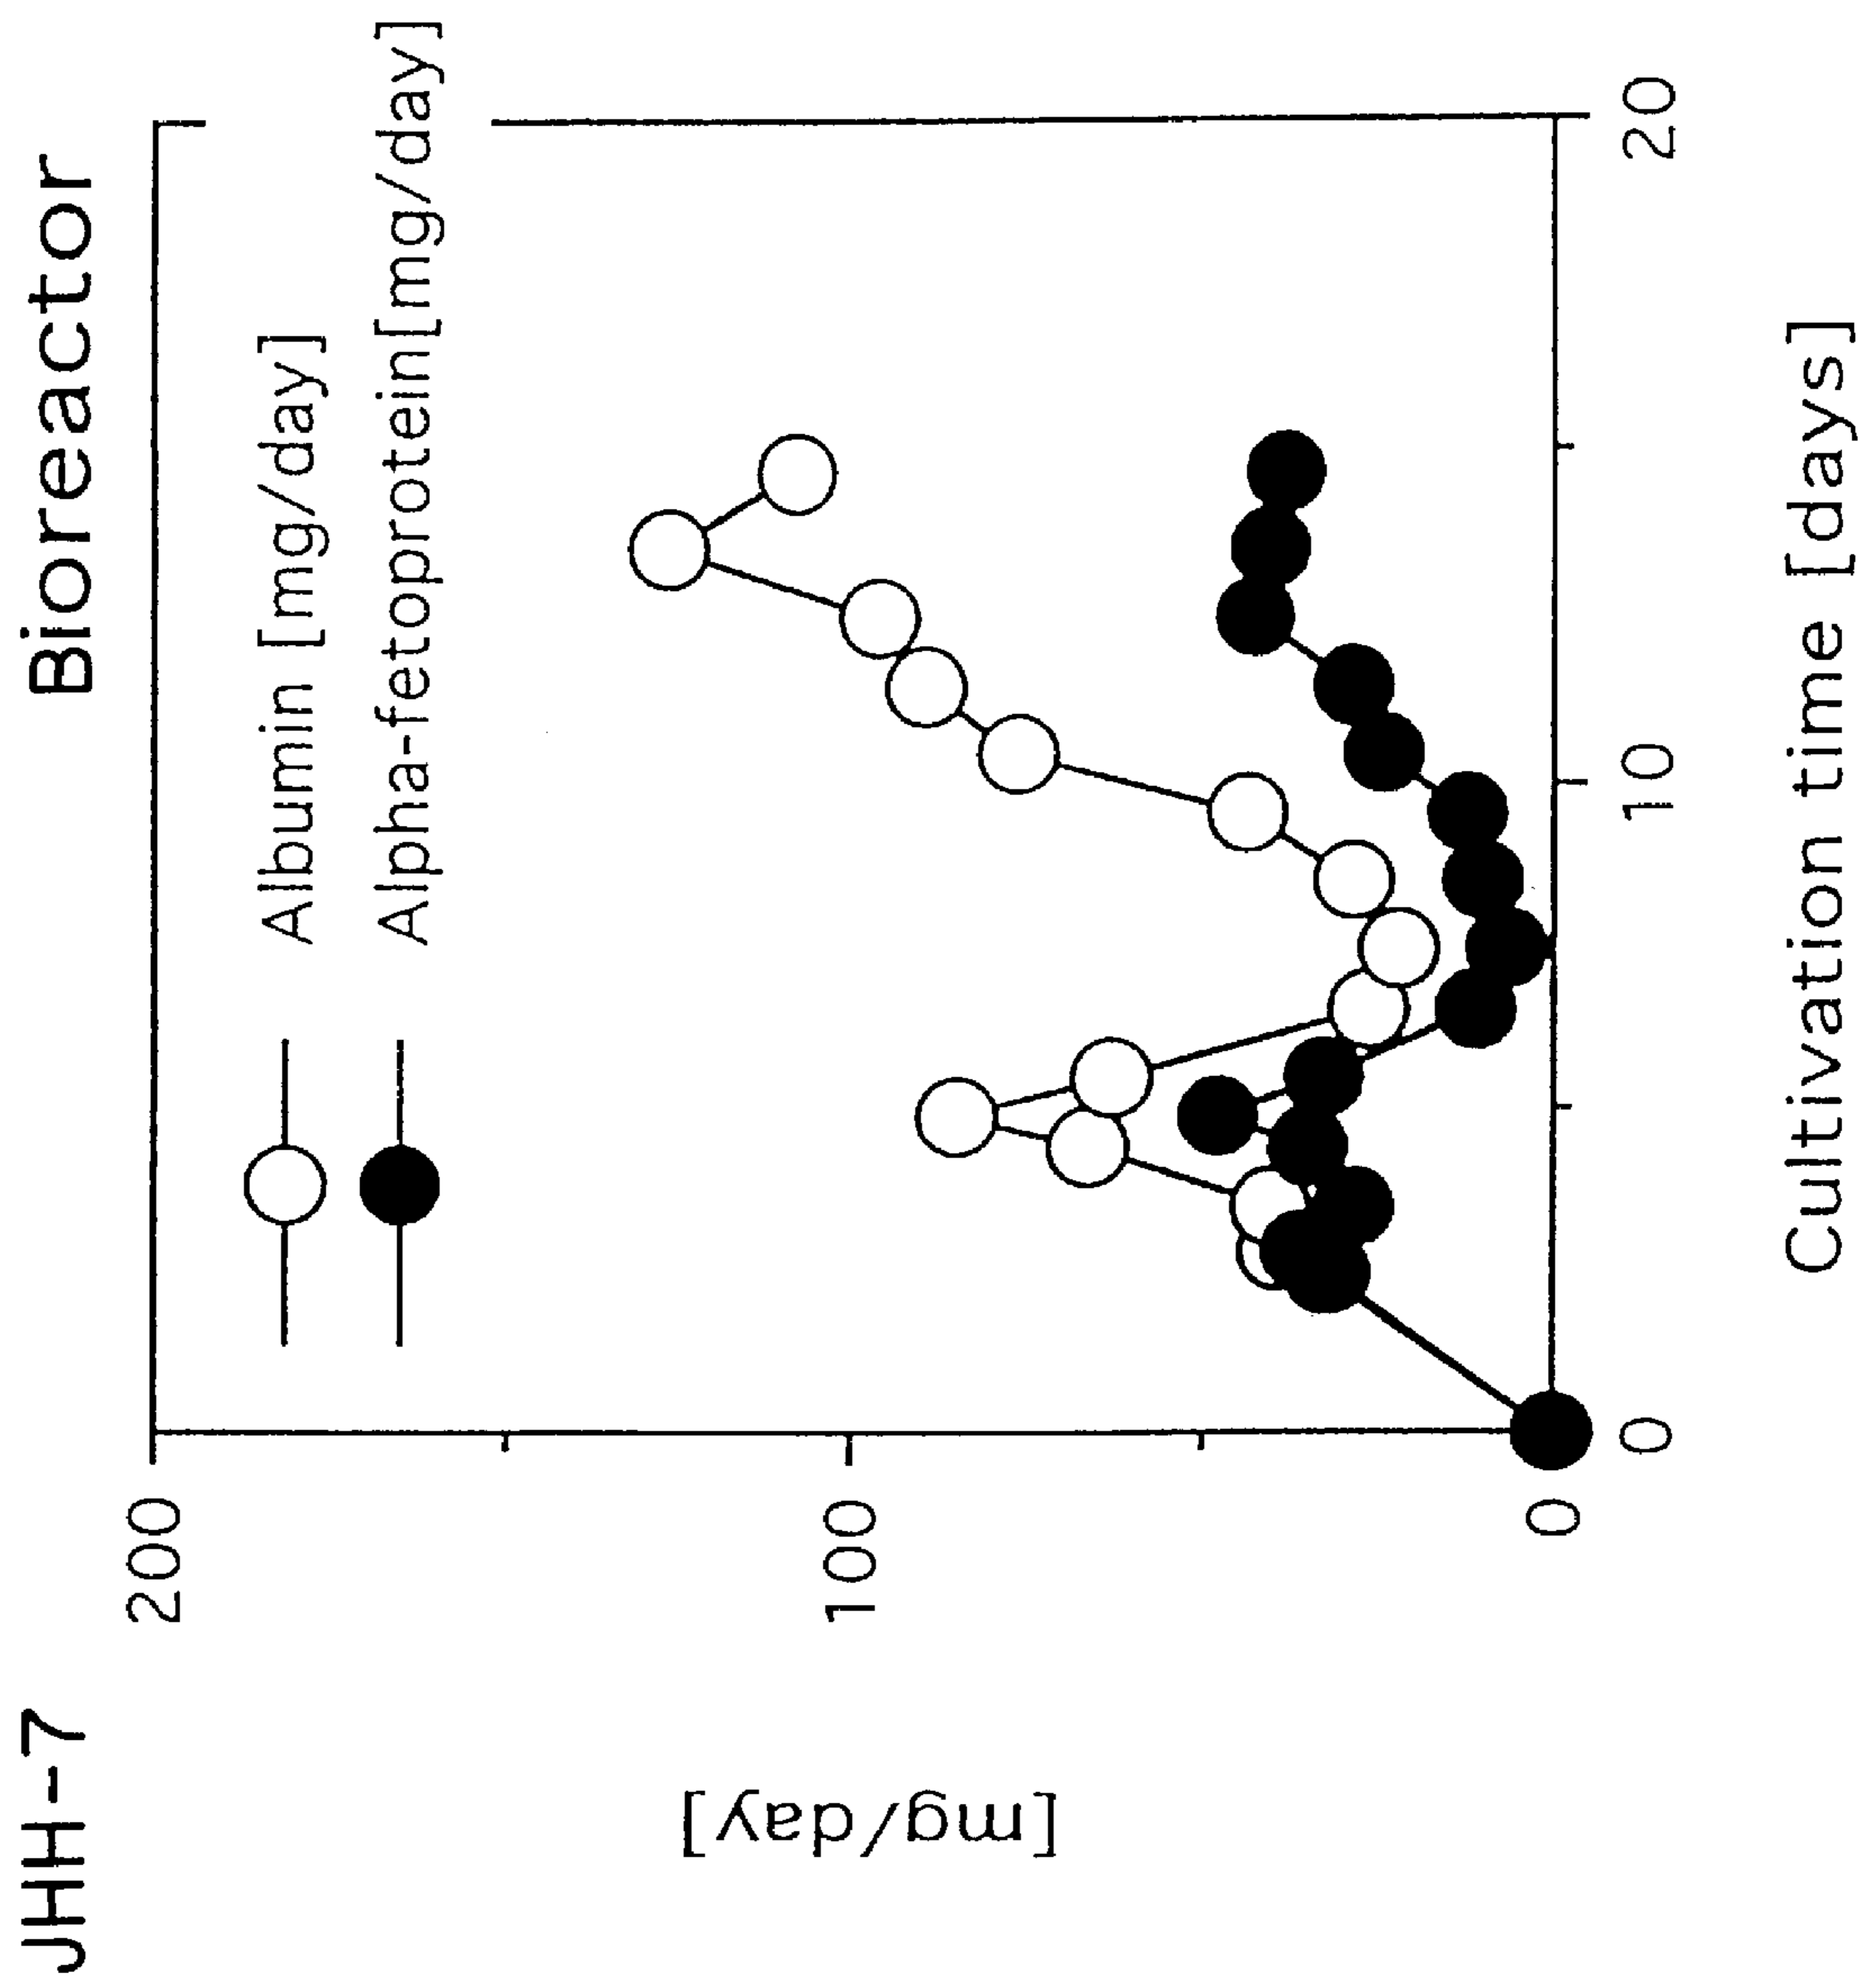 JHH-7
Bioreactor
Albumin [mg/day]
Alpha-fetoprotein[mg/day]
200
100
0
[mg/day]
0
10
20
Cultivation time [days]